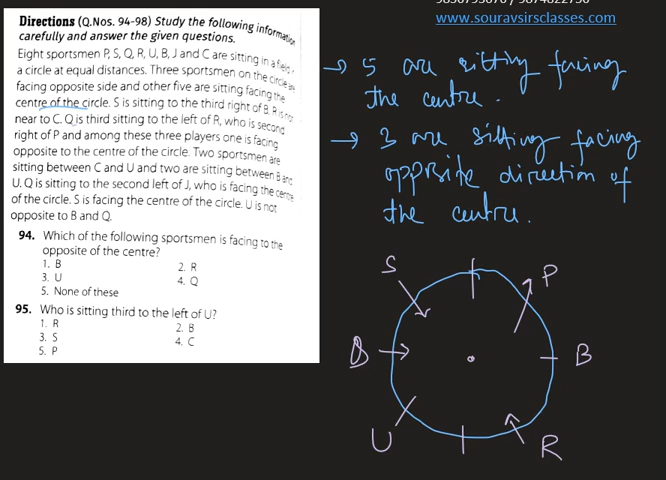 9836793076 / 9874822736
www.souravsirsclasses.com
Directions (Q.Nos. 94-98) Study the following information
carefully and answer the given questions.
Eight sportsmen P, S, Q, R, U, B, J and C are sitting in a field
a circle at equal distances. Three sportsmen on the circle are
facing opposite side and other five are sitting facing the
centre of the circle. S is sitting to the third right of B. R is not
near to C. Q is third sitting to the left of R, who is second
right of P and among these three players one is facing
opposite to the centre of the circle. Two sportsmen are
sitting between C and U and two are sitting between B and
U. Q is sitting to the second left of J, who is facing the centre
of the circle. S is facing the centre of the circle. U is not
opposite to B and Q.
94. Which of the following sportsmen is facing to the
opposite of the centre?
1. B 2. R
3. U 4. Q
5. None of these
95. Who is sitting third to the left of U?
1. R 2. B
3. S 4. C
5. P
→ 5 are sitting facing
the centre.
→ 3 are sitting facing
opposite direction of
the centre.
S P
Q B
U R